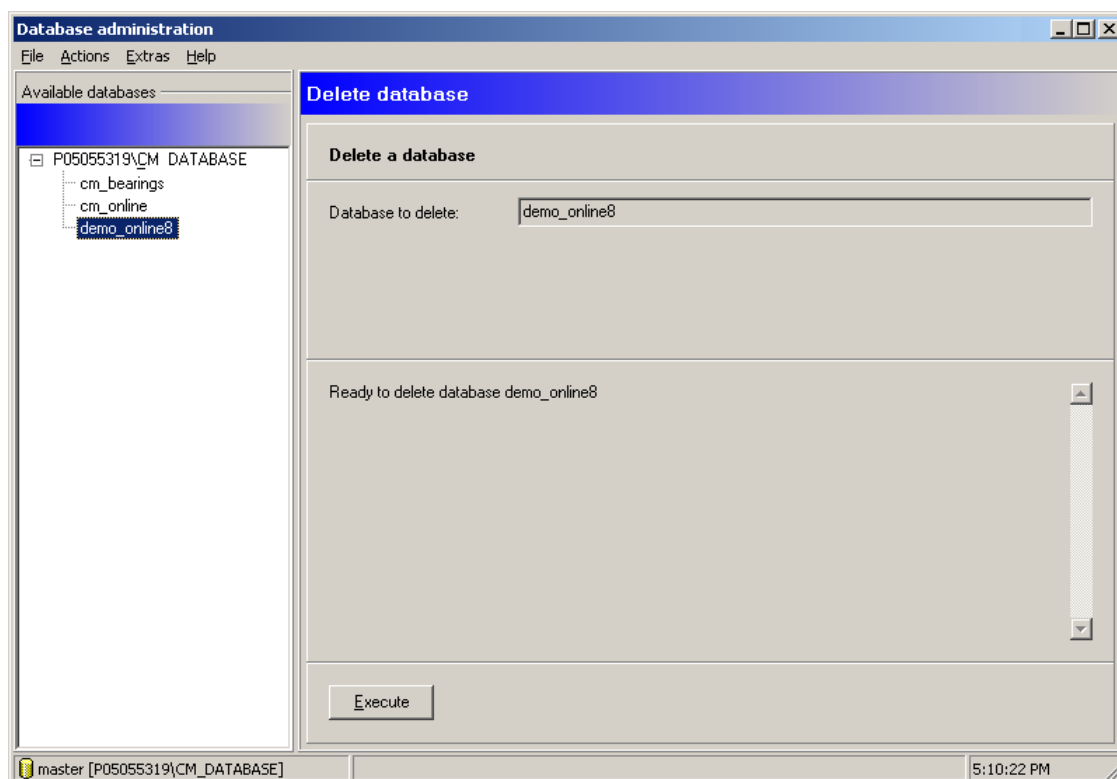 Database administration
File Actions Extras Help
Available databases
P05055319\CM_DATABASE
cm_bearings
cm_online
demo_online8
Delete database
Delete a database
Database to delete: demo_online8
Ready to delete database demo_online8
Execute
master [P05055319\CM_DATABASE]
5:10:22 PM